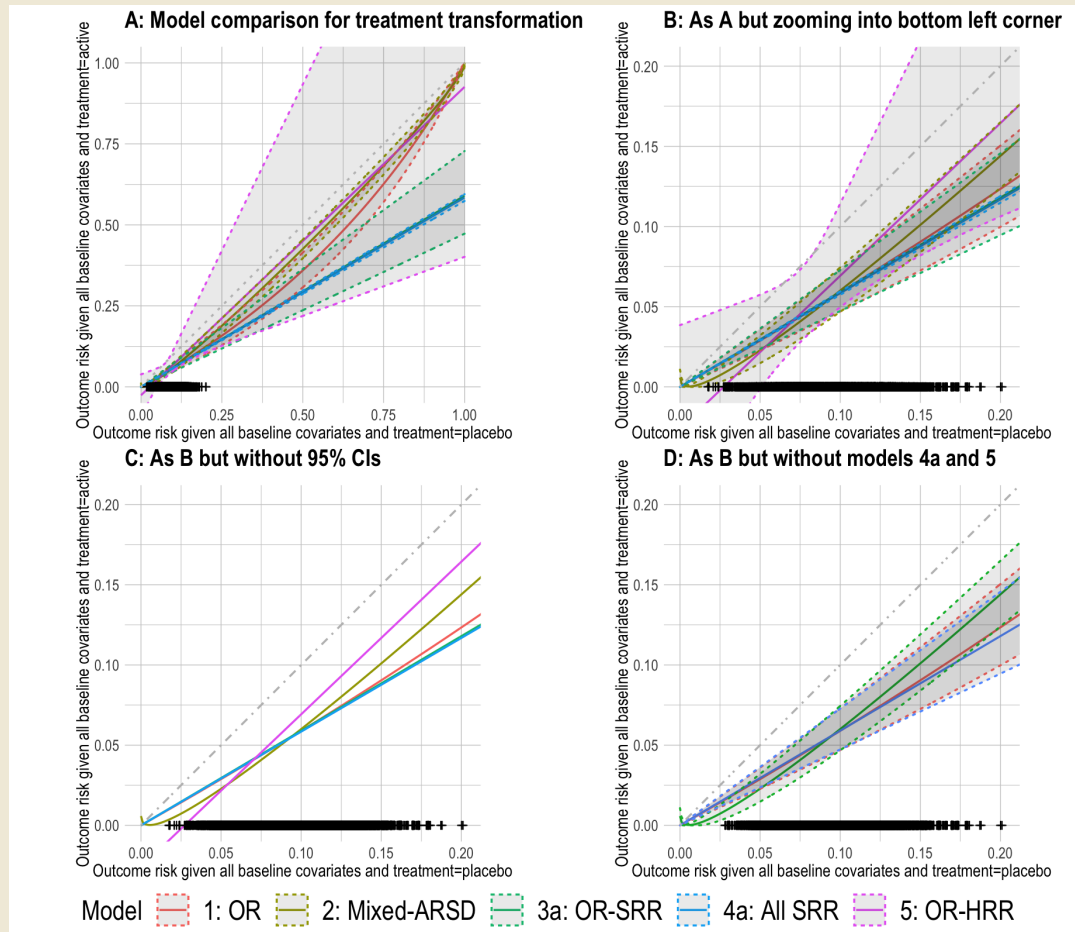 A: Model comparison for treatment transformation
Outcome risk given all baseline covariates and treatment=active
1.00
0.75
0.50
0.25
0.00
0.00 0.25 0.50 0.75 1.00
Outcome risk given all baseline covariates and treatment=placebo
B: As A but zooming into bottom left corner
Outcome risk given all baseline covariates and treatment=active
0.20
0.15
0.10
0.05
0.00
0.00 0.05 0.10 0.15 0.20
Outcome risk given all baseline covariates and treatment=placebo
C: As B but without 95% CIs
Outcome risk given all baseline covariates and treatment=active
0.20
0.15
0.10
0.05
0.00
0.00 0.05 0.10 0.15 0.20
Outcome risk given all baseline covariates and treatment=placebo
D: As B but without models 4a and 5
Outcome risk given all baseline covariates and treatment=active
0.20
0.15
0.10
0.05
0.00
0.00 0.05 0.10 0.15 0.20
Outcome risk given all baseline covariates and treatment=placebo
Model 1: OR 2: Mixed-ARSD 3a: OR-SRR 4a: All SRR 5: OR-HRR